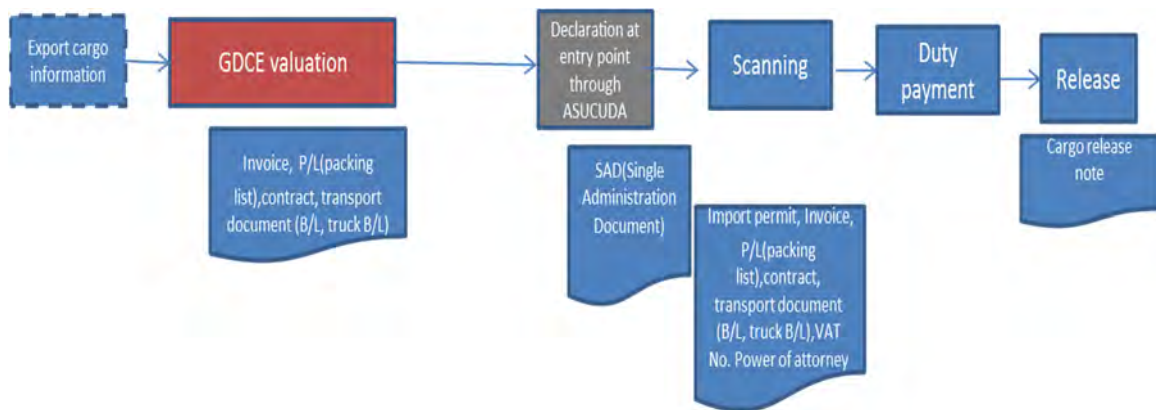 Export cargo
information
GDCE valuation
Declaration at
entry point
through
ASUCUDA
Scanning
Duty
payment
Release
Invoice, P/L(packing
list),contract, transport
document (B/L, truck B/L)
SAD(Single
Administration
Document)
Import permit, Invoice,
P/L(packing
list),contract,
transport document
(B/L, truck B/L),VAT
No. Power of attorney
Cargo release
note